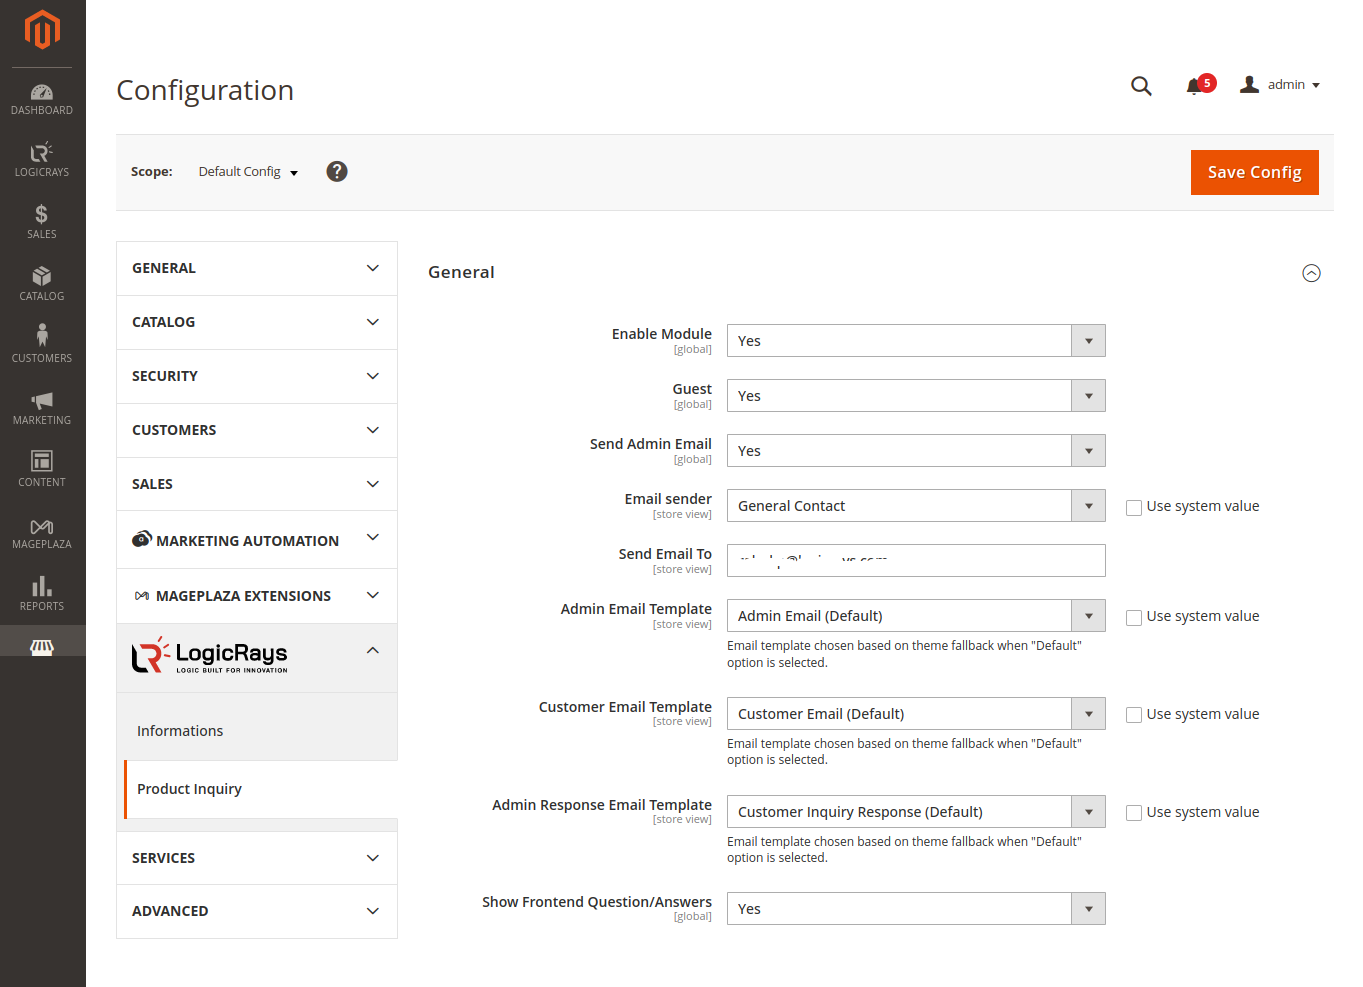 Configuration
5
admin
Scope:
Default Config
?
Save Config
DASHBOARD
LOGICRAYS
SALES
CATALOG
CUSTOMERS
MARKETING
CONTENT
MAGEPLAZA
REPORTS
GENERAL
CATALOG
SECURITY
CUSTOMERS
SALES
MARKETING AUTOMATION
MAGEPLAZA EXTENSIONS
LogicRays
LOGIC BUILT FOR INNOVATION
Informations
Product Inquiry
SERVICES
ADVANCED
General
Enable Module
[global]
Yes
Guest
[global]
Yes
Send Admin Email
[global]
Yes
Email sender
[store view]
General Contact
Use system value
Send Email To
[store view]
Admin Email Template
[store view]
Admin Email (Default)
Use system value
Email template chosen based on theme fallback when "Default"
option is selected.
Customer Email Template
[store view]
Customer Email (Default)
Use system value
Email template chosen based on theme fallback when "Default"
option is selected.
Admin Response Email Template
[store view]
Customer Inquiry Response (Default)
Use system value
Email template chosen based on theme fallback when "Default"
option is selected.
Show Frontend Question/Answers
[global]
Yes